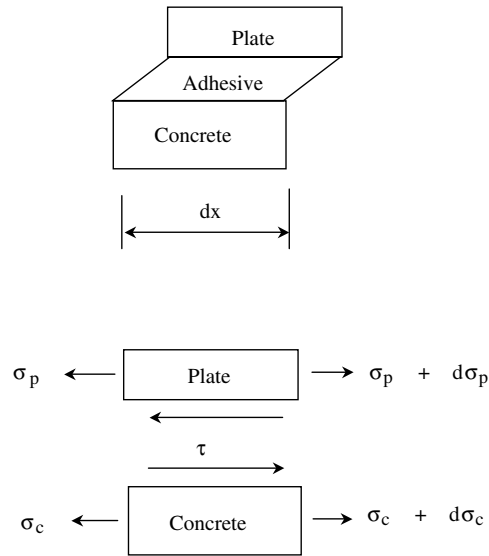 Plate
Adhesive
Concrete
dx
σp Plate σp + dσp
τ
σc Concrete σc + dσc